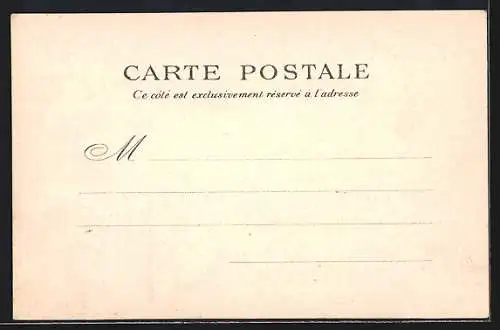 CARTE POSTALE
Ce côté est exclusivement réservé a l'adresse
M